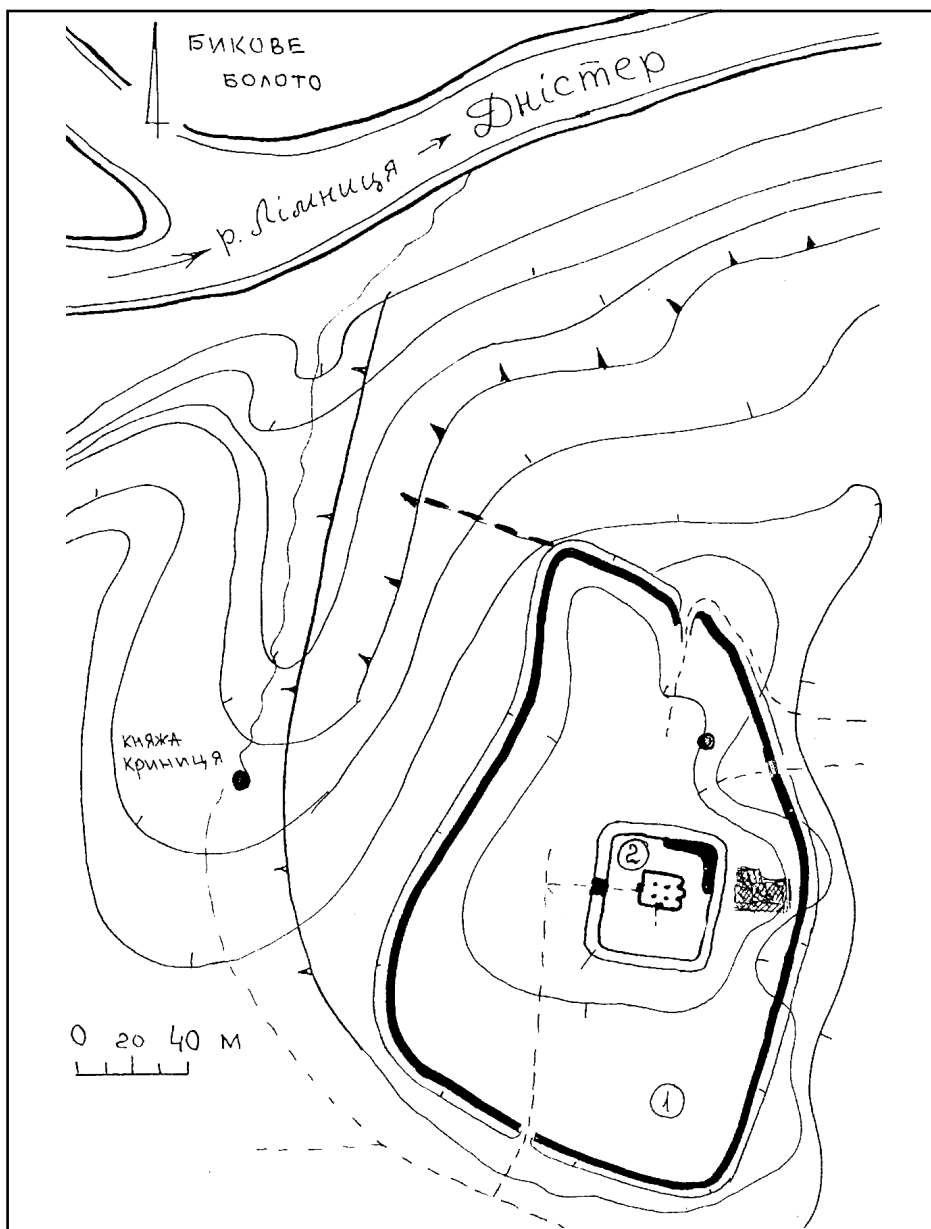 БИКОВЕ
БОЛОТО
р. Лімниця → Дністер
КНЯЖА
КРИНИЦЯ
2
0 20 40 М
1